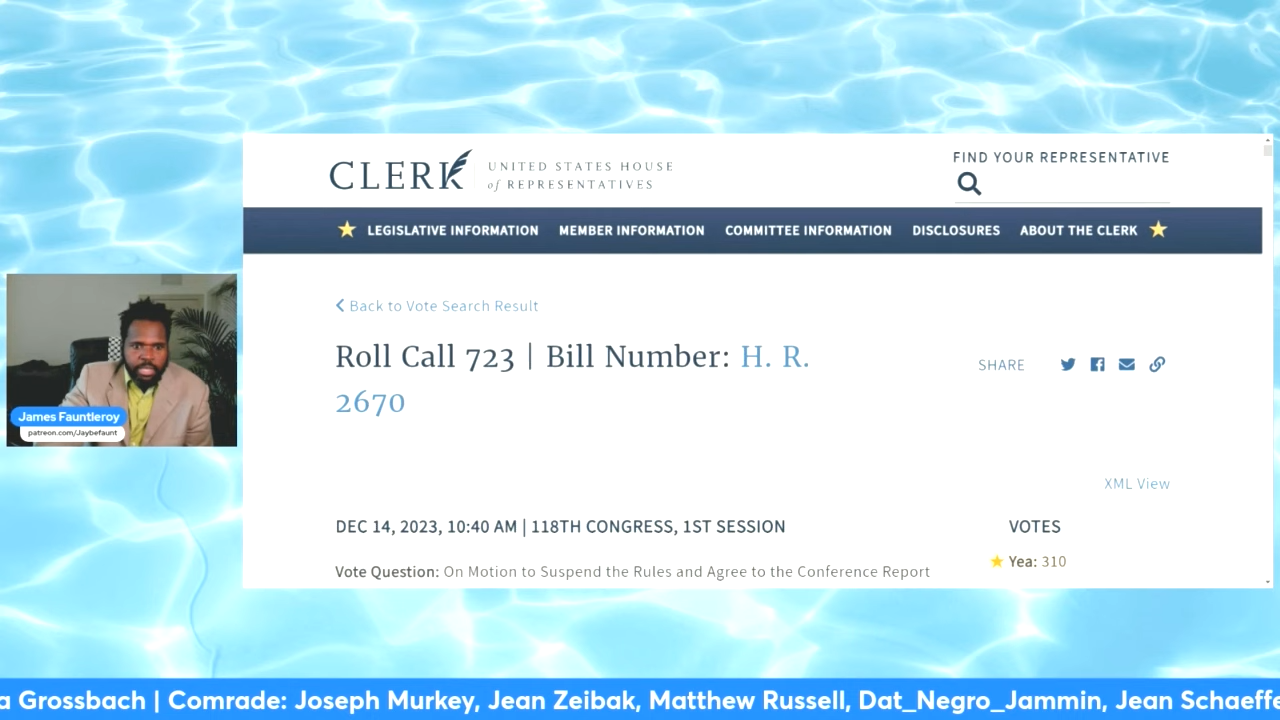 CLERK
UNITED STATES HOUSE
of REPRESENTATIVES
FIND YOUR REPRESENTATIVE
LEGISLATIVE INFORMATION MEMBER INFORMATION COMMITTEE INFORMATION DISCLOSURES ABOUT THE CLERK
Back to Vote Search Result
Roll Call 723 | Bill Number: H. R.
2670
SHARE
XML View
DEC 14, 2023, 10:40 AM | 118TH CONGRESS, 1ST SESSION
VOTES
Yea: 310
Vote Question: On Motion to Suspend the Rules and Agree to the Conference Report
James Fauntleroy
patreon.com/Jaybefaunt
a Grossbach | Comrade: Joseph Murkey, Jean Zeibak, Matthew Russell, Dat_Negro_Jammin, Jean Schaeffe